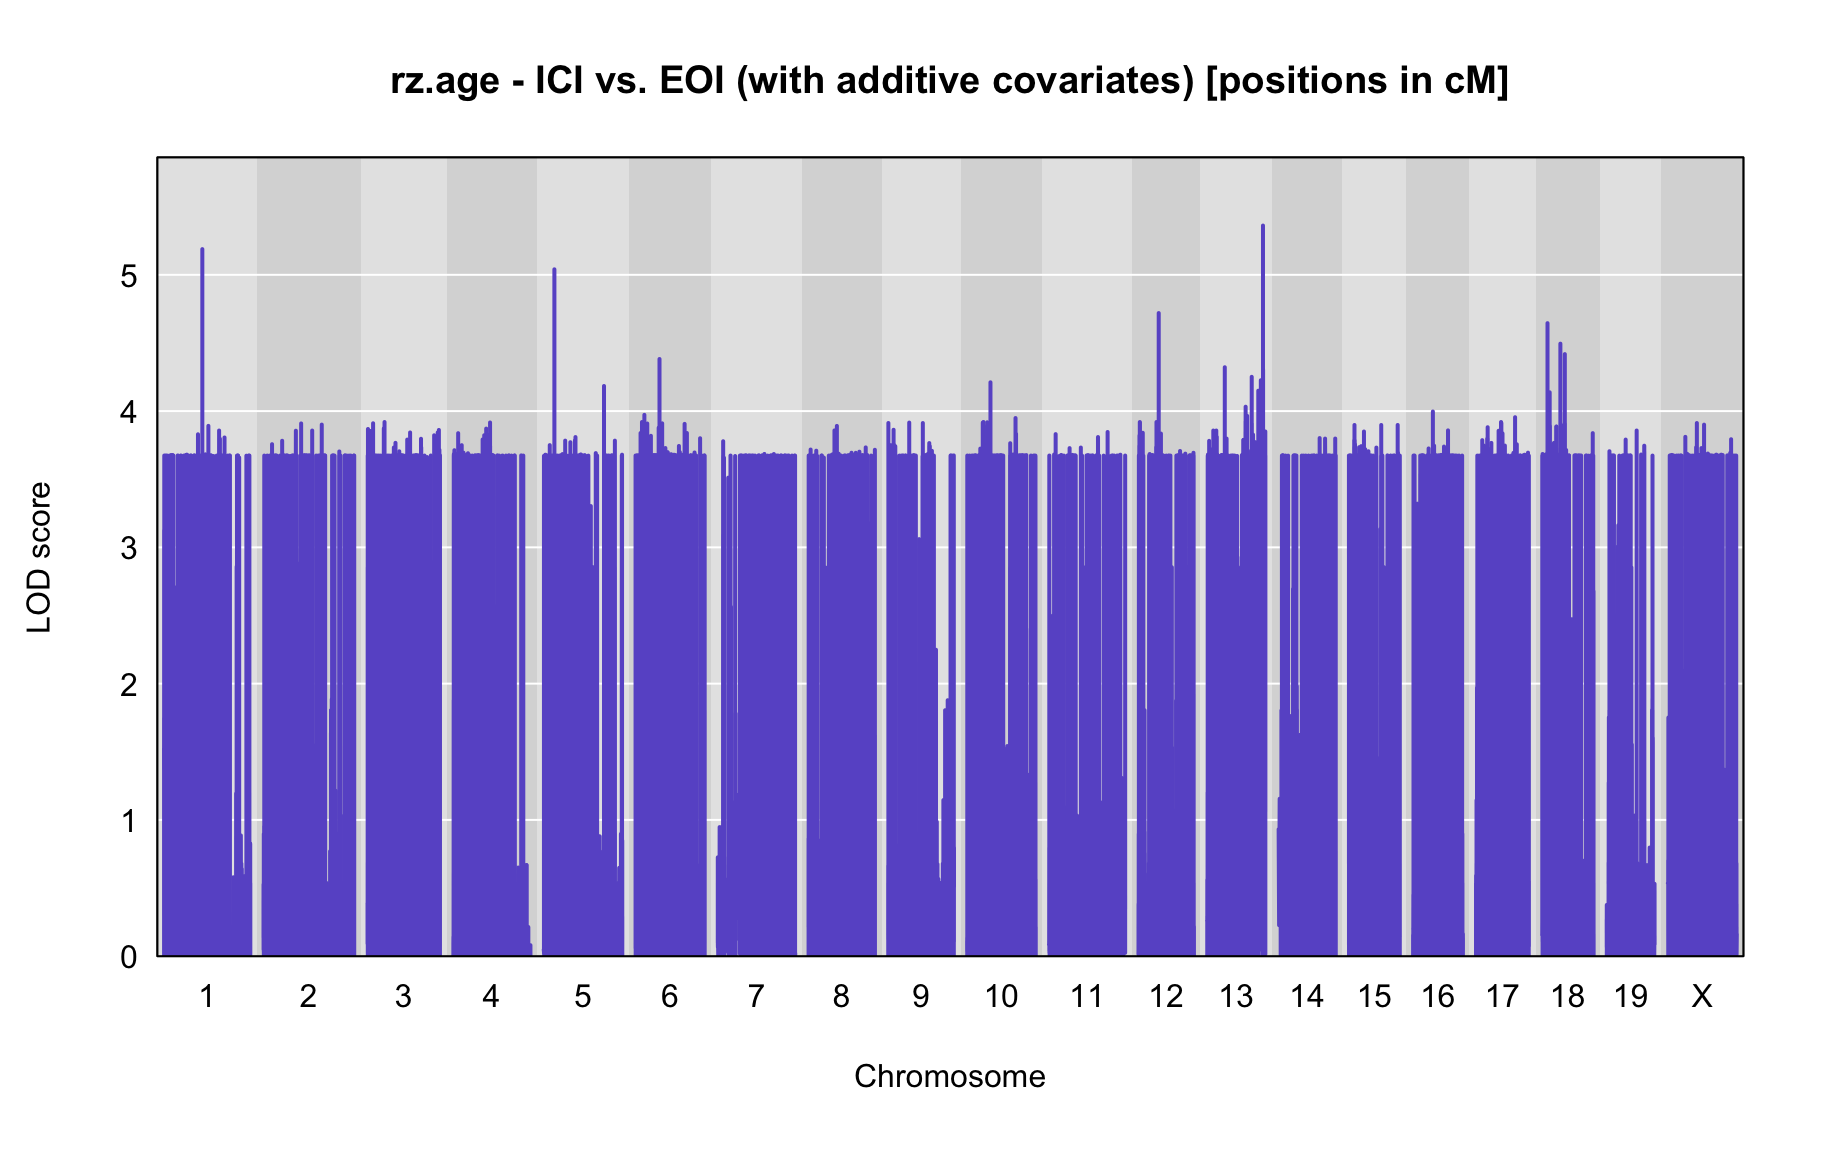 rz.age - ICI vs. EOI (with additive covariates) [positions in cM]
LOD score
5
4
3
2
1
0
1 2 3 4 5 6 7 8 9 10 11 12 13 14 15 16 17 18 19 X
Chromosome